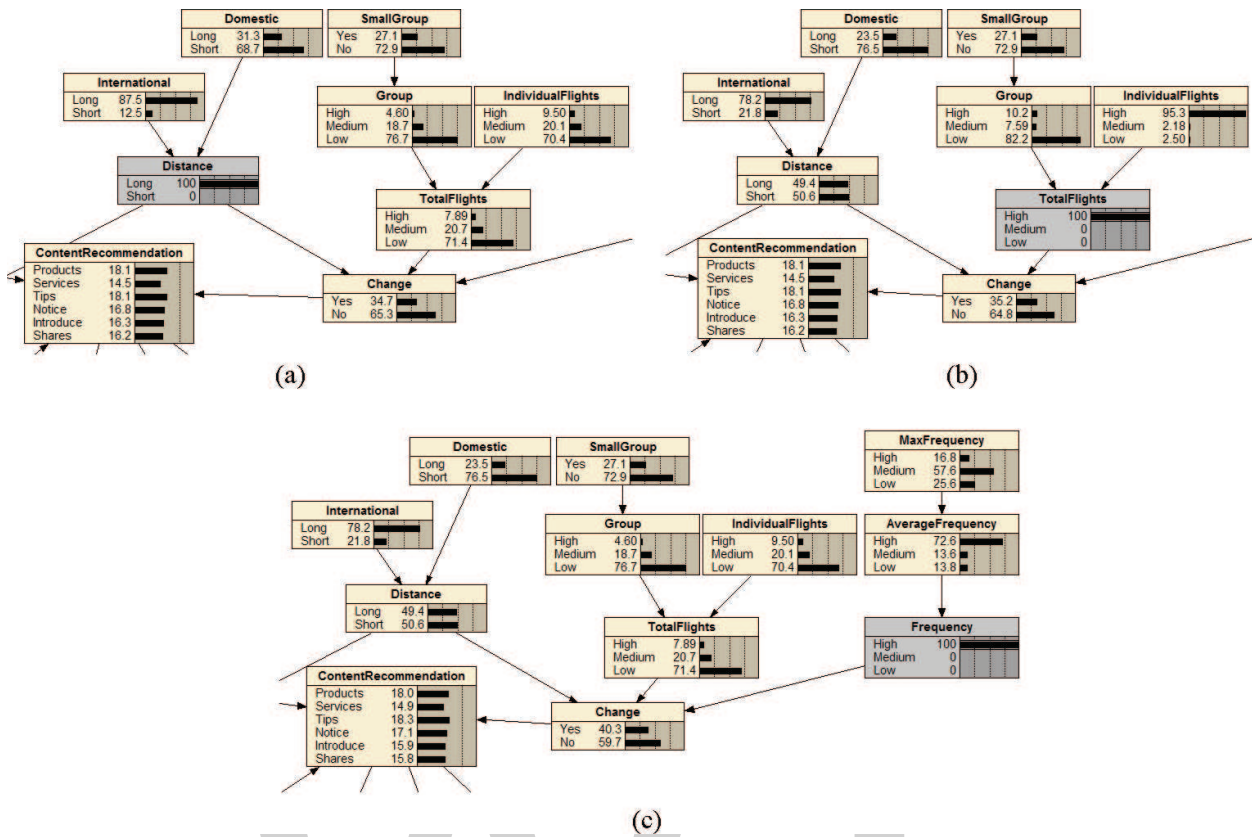 Domestic
Long 31.3
Short 68.7
SmallGroup
Yes 27.1
No 72.9
International
Long 87.5
Short 12.5
Group
High 4.60
Medium 18.7
Low 76.7
IndividualFlights
High 9.50
Medium 20.1
Low 70.4
Distance
Long 100
Short 0
TotalFlights
High 7.89
Medium 20.7
Low 71.4
ContentRecommendation
Products 18.1
Services 14.5
Tips 18.1
Notice 16.8
Introduce 16.3
Shares 16.2
Change
Yes 34.7
No 65.3
(a)
Domestic
Long 23.5
Short 76.5
SmallGroup
Yes 27.1
No 72.9
International
Long 78.2
Short 21.8
Group
High 10.2
Medium 7.59
Low 82.2
IndividualFlights
High 95.3
Medium 2.18
Low 2.50
Distance
Long 49.4
Short 50.6
TotalFlights
High 100
Medium 0
Low 0
ContentRecommendation
Products 18.1
Services 14.5
Tips 18.1
Notice 16.8
Introduce 16.3
Shares 16.2
Change
Yes 35.2
No 64.8
(b)
Domestic
Long 23.5
Short 76.5
SmallGroup
Yes 27.1
No 72.9
MaxFrequency
High 16.8
Medium 57.6
Low 25.6
International
Long 78.2
Short 21.8
Group
High 4.60
Medium 18.7
Low 76.7
IndividualFlights
High 9.50
Medium 20.1
Low 70.4
AverageFrequency
High 72.6
Medium 13.6
Low 13.8
Distance
Long 49.4
Short 50.6
TotalFlights
High 7.89
Medium 20.7
Low 71.4
Frequency
High 100
Medium 0
Low 0
ContentRecommendation
Products 18.0
Services 14.9
Tips 18.3
Notice 17.1
Introduce 15.9
Shares 15.8
Change
Yes 40.3
No 59.7
(c)